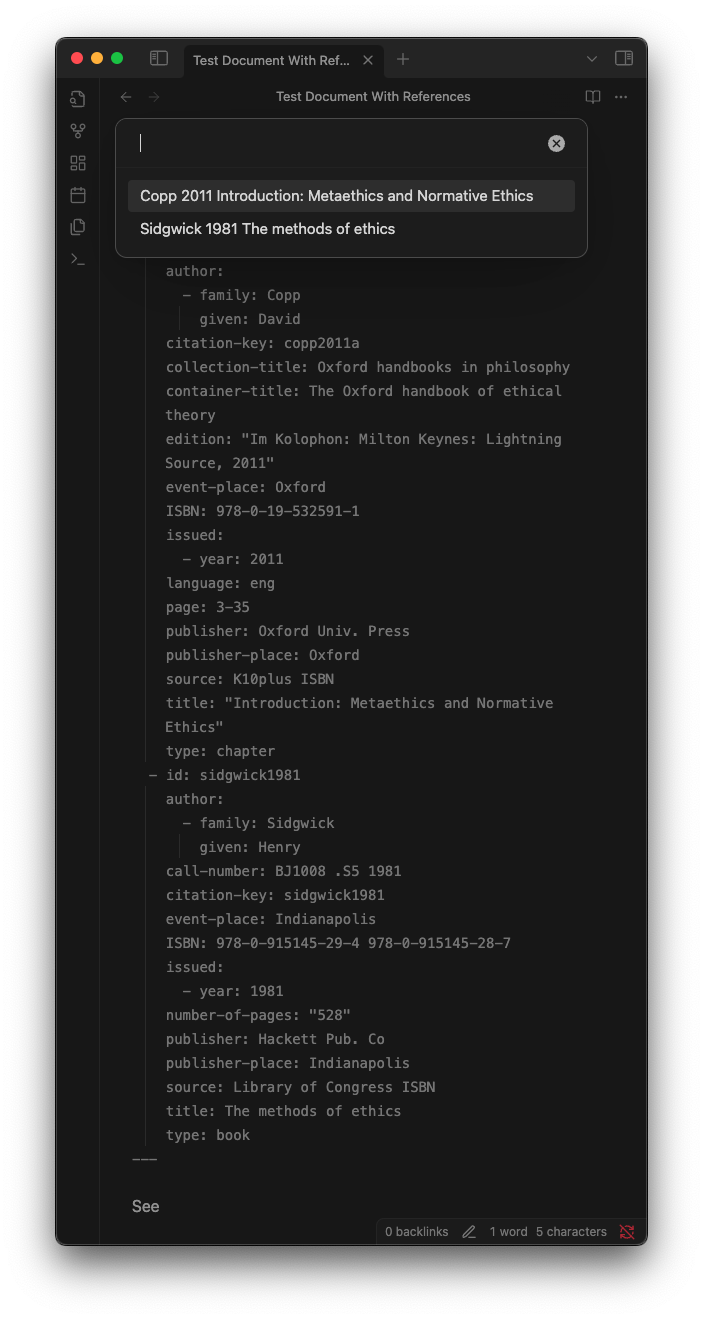 Test Document With Ref...
Test Document With References
Copp 2011 Introduction: Metaethics and Normative Ethics
Sidgwick 1981 The methods of ethics
author:
- family: Copp
given: David
citation-key: copp2011a
collection-title: Oxford handbooks in philosophy
container-title: The Oxford handbook of ethical
theory
edition: "Im Kolophon: Milton Keynes: Lightning
Source, 2011"
event-place: Oxford
ISBN: 978-0-19-532591-1
issued:
- year: 2011
language: eng
page: 3-35
publisher: Oxford Univ. Press
publisher-place: Oxford
source: K10plus ISBN
title: "Introduction: Metaethics and Normative
Ethics"
type: chapter
- id: sidgwick1981
author:
- family: Sidgwick
given: Henry
call-number: BJ1008 .S5 1981
citation-key: sidgwick1981
event-place: Indianapolis
ISBN: 978-0-915145-29-4 978-0-915145-28-7
issued:
- year: 1981
number-of-pages: "528"
publisher: Hackett Pub. Co
publisher-place: Indianapolis
source: Library of Congress ISBN
title: The methods of ethics
type: book
---
See
0 backlinks 1 word 5 characters